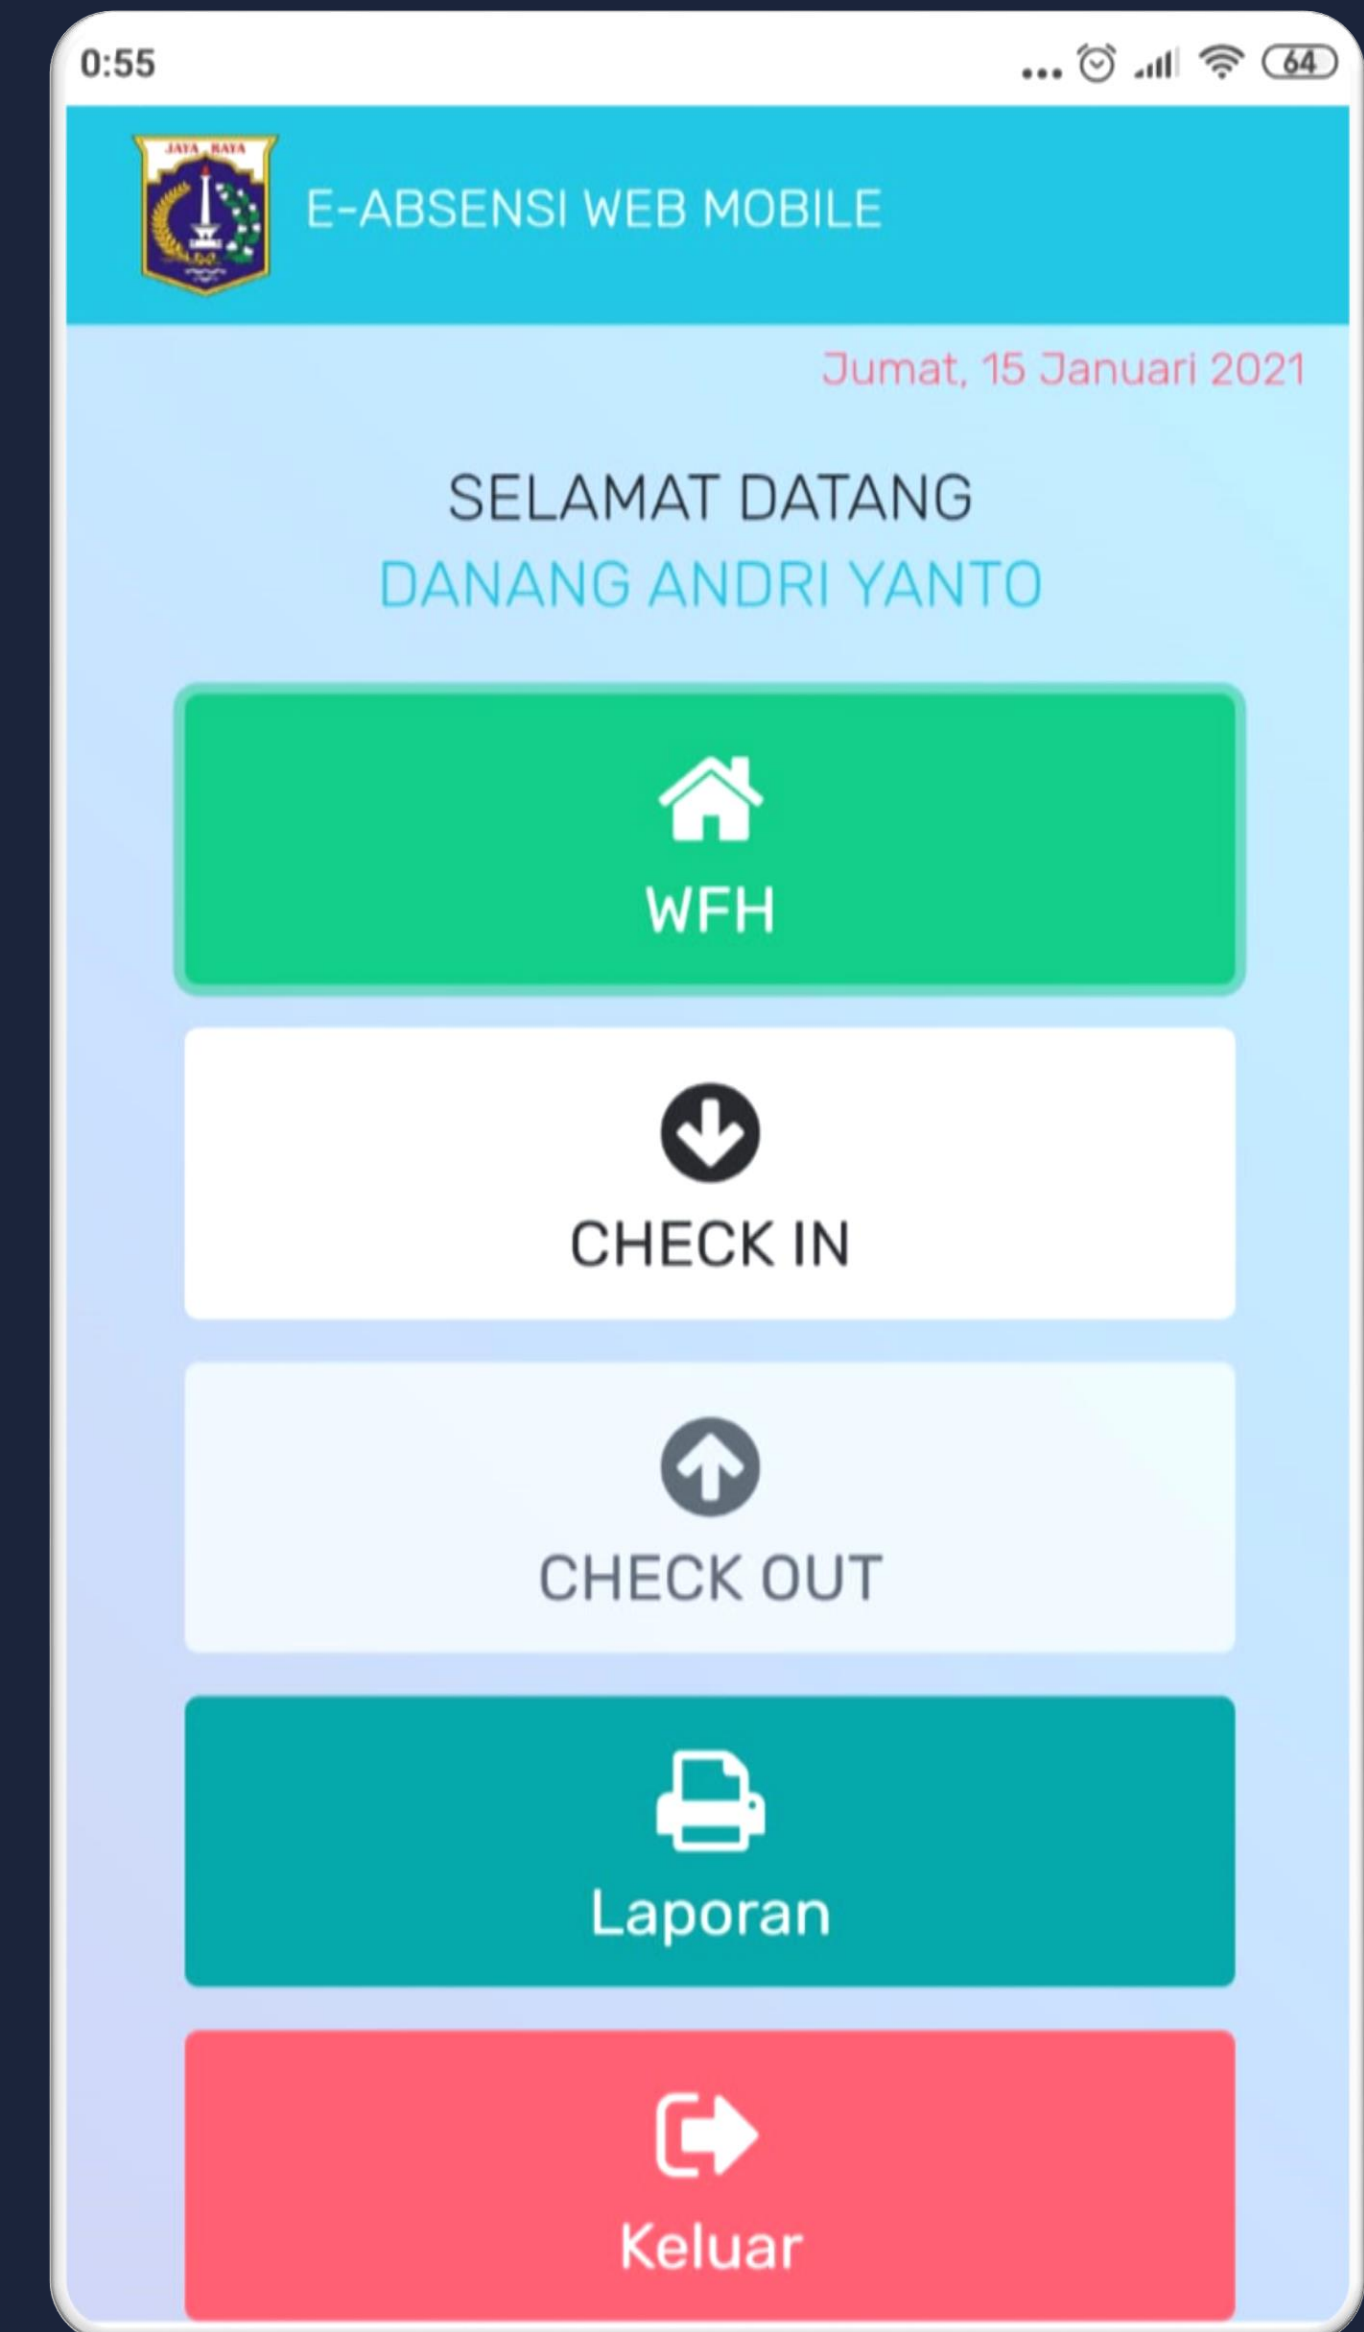 0:55
64
JAYA RAYA
E-ABSENSI WEB MOBILE
Jumat, 15 Januari 2021
SELAMAT DATANG
DANANG ANDRI YANTO
WFH
CHECK IN
CHECK OUT
Laporan
Keluar